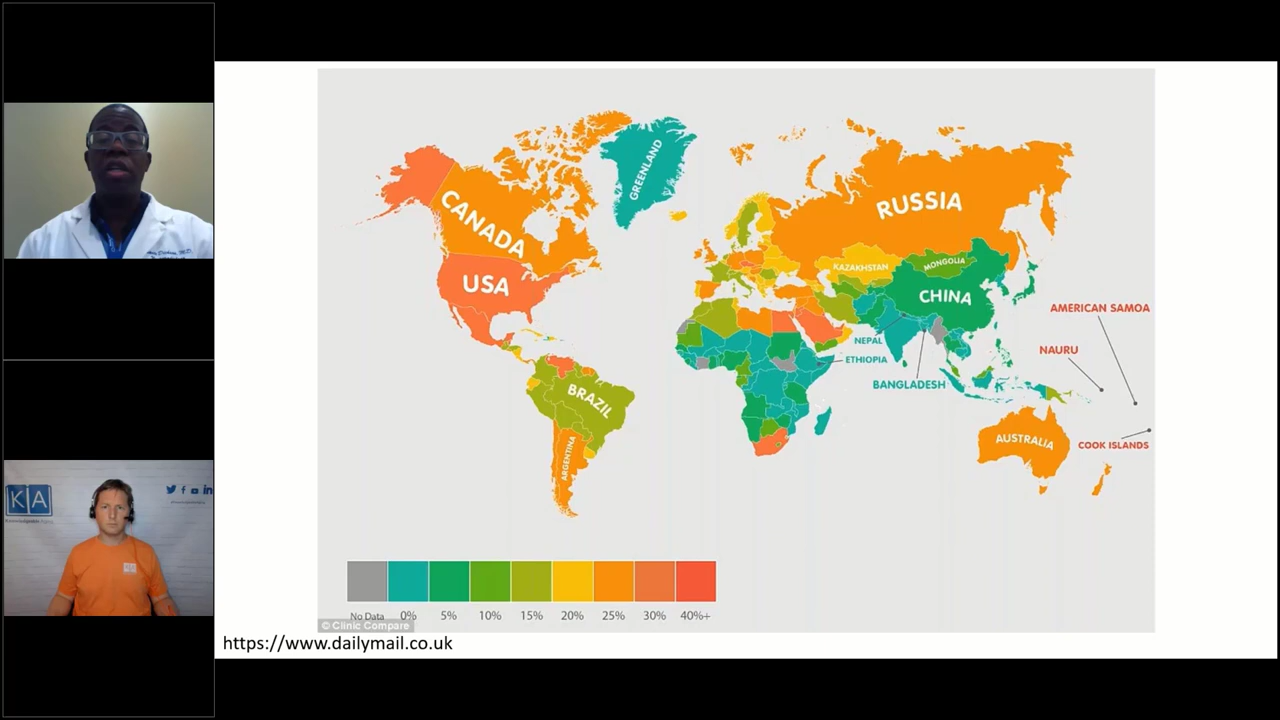 KA
CANADA
USA
GREENLAND
BRAZIL
ARGENTINA
RUSSIA
KAZAKHSTAN
MONGOLIA
CHINA
NEPAL
ETHIOPIA
BANGLADESH
AMERICAN SAMOA
NAURU
COOK ISLANDS
AUSTRALIA
No Data 0% 5% 10% 15% 20% 25% 30% 40%+
© Clinic Compare
https://www.dailymail.co.uk